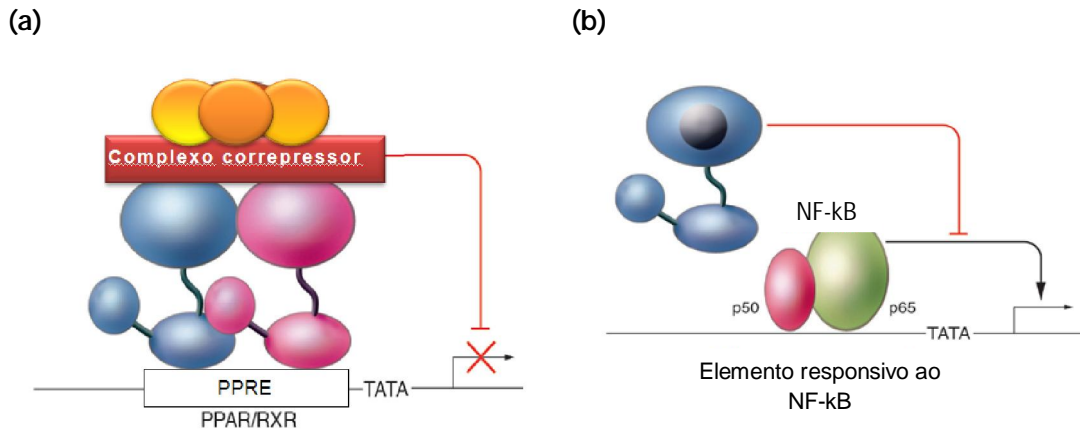 (a)
Complexo correpressor
PPRE
TATA
PPAR/RXR
(b)
NF-kB
p50
p65
TATA
Elemento responsivo ao
NF-kB